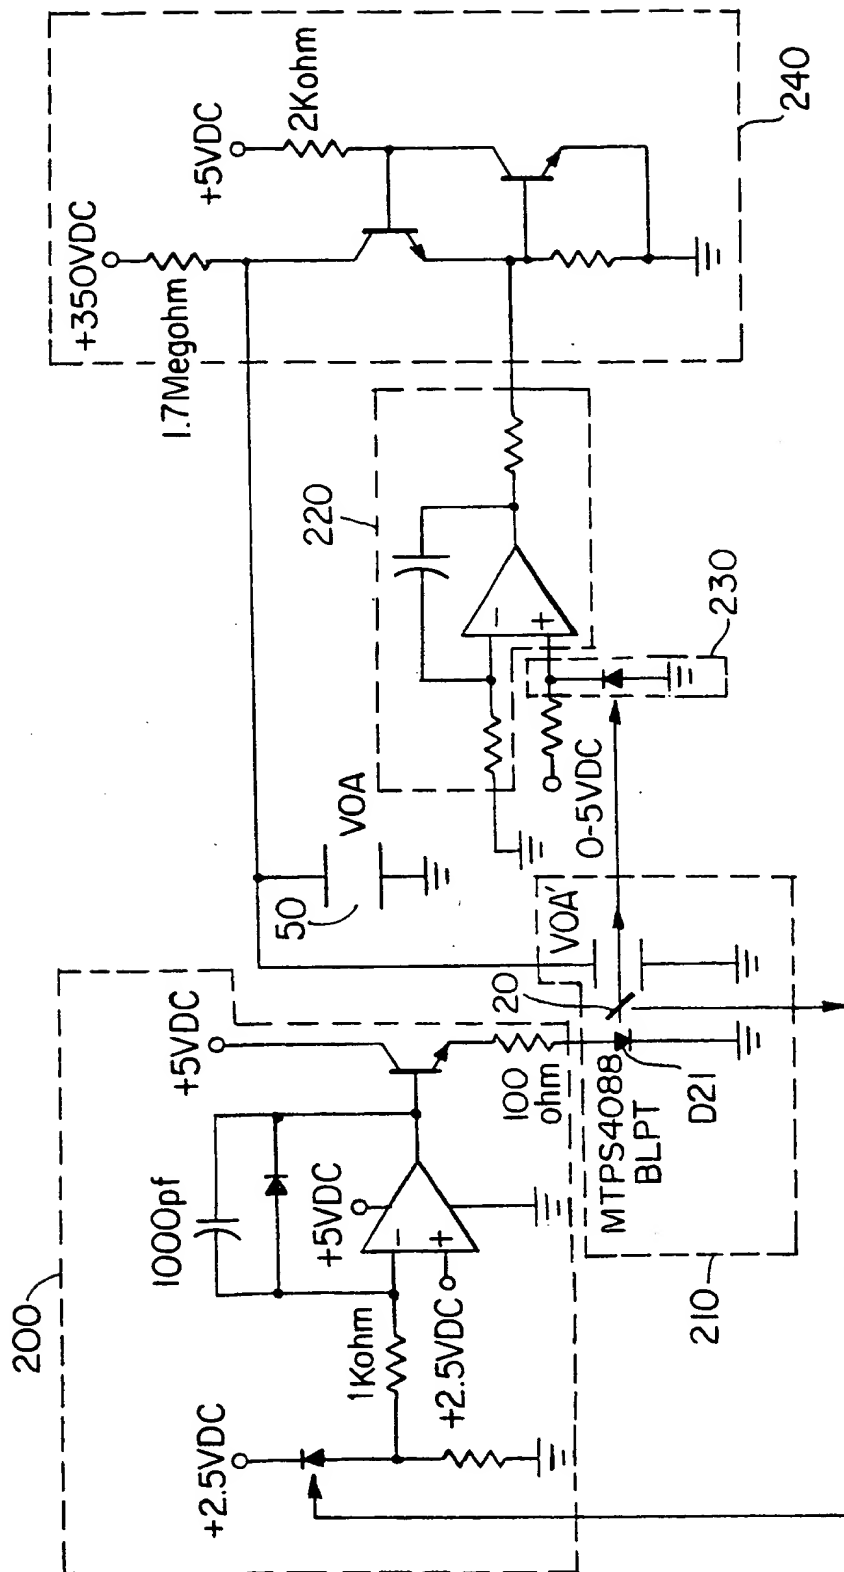 200
+2.5VDC
1Kohm
+2.5VDC
1000pf
+5VDC
−
+
+5VDC
100
ohm
MTPS4088
BLPT
D21
210
20
VOA'
50
VOA
0-5VDC
220
−
+
230
+350VDC
1.7Megohm
+5VDC
2Kohm
240